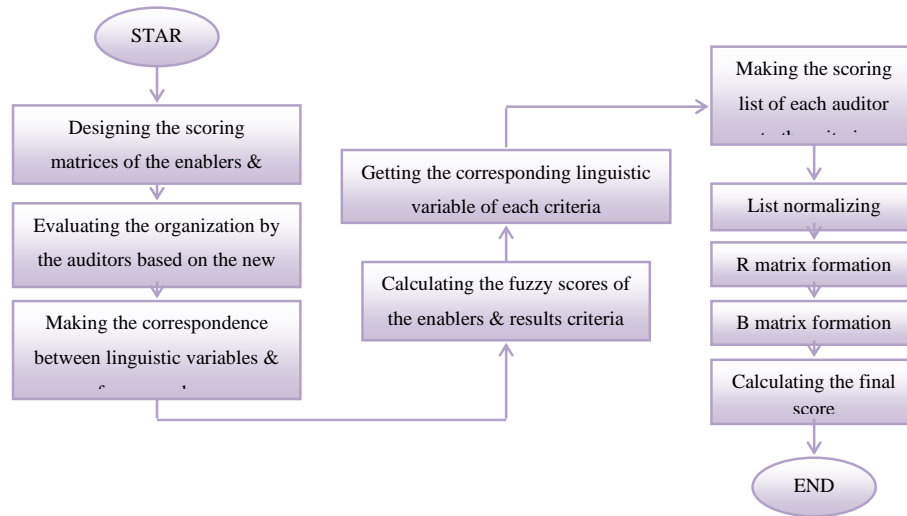 STAR
Designing the scoring
matrices of the enablers &
Evaluating the organization by
the auditors based on the new
Making the correspondence
between linguistic variables &
Calculating the fuzzy scores of
the enablers & results criteria
Getting the corresponding linguistic
variable of each criteria
Making the scoring
list of each auditor
List normalizing
R matrix formation
B matrix formation
Calculating the final
score
END